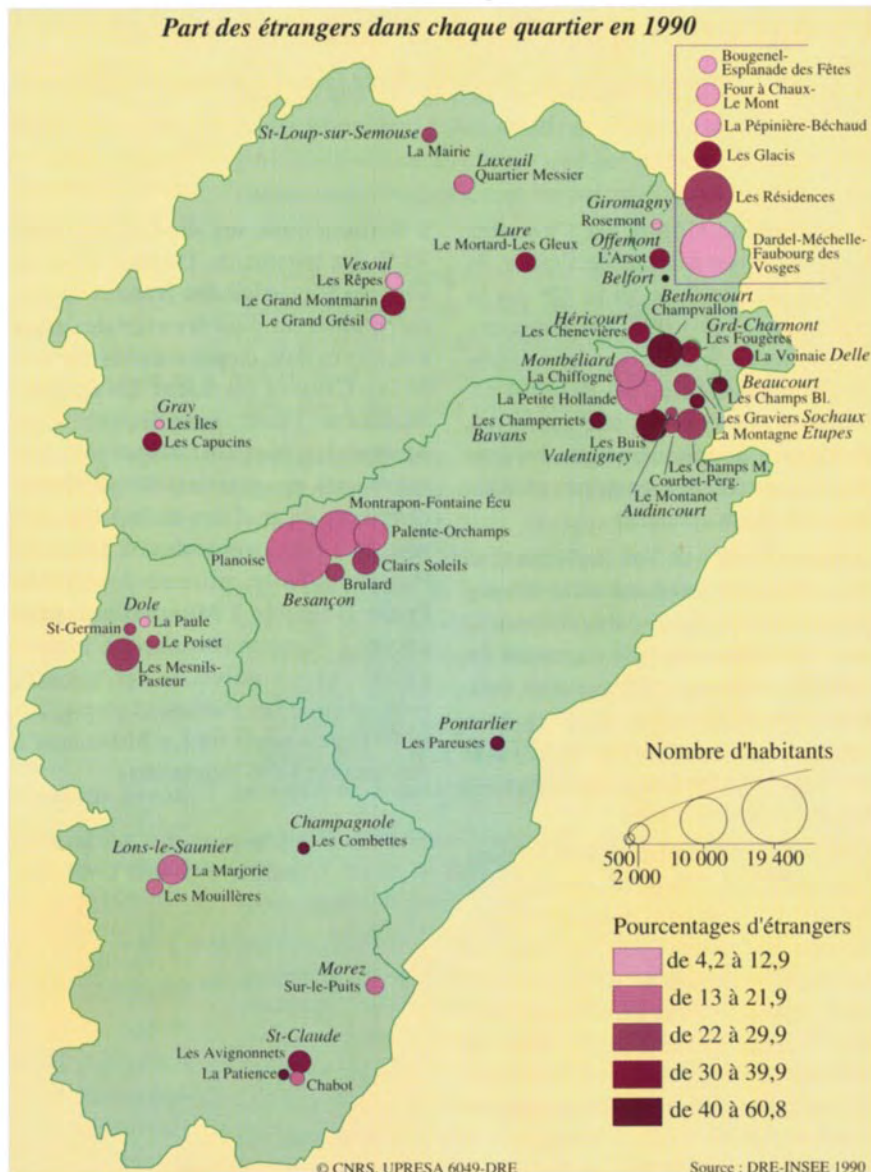 Part des étrangers dans chaque quartier en 1990
Bougenel-
Esplanade des Fêtes
Four à Chaux-
Le Mont
La Pépinière-Béchaud
Les Glacis
Les Résidences
Dardel-Méchelle-
Faubourg des
Vosges
St-Loup-sur-Semouse
La Mairie
Luxeuil
Quartier Messier
Giromagny
Rosemont
Lure
Le Mortard-Les Gleux
Offemont
L'Arsot
Belfort
Vesoul
Les Rêpes
Le Grand Montmarin
Le Grand Grésil
Bethoncourt
Champvallon
Héricourt
Les Chenevières
Grd-Charmont
Les Fougères
La Voinaie Delle
Montbéliard
La Chiffogne
La Petite Hollande
Beaucourt
Les Champs Bl.
Gray
Les Îles
Les Capucins
Les Champerriets
Bavans
Les Graviers Sochaux
La Montagne Etupes
Les Buis
Valentigney
Les Champs M.
Courbet-Perg.
Le Montanot
Audincourt
Montrapon-Fontaine Écu
Palente-Orchamps
Planoise
Clairs Soleils
Brulard
Besançon
Dole
La Paule
St-Germain
Le Poiset
Les Mesnils-
Pasteur
Pontarlier
Les Pareuses
Nombre d'habitants
500
2 000
10 000
19 400
Champagnole
Les Combettes
Lons-le-Saunier
La Marjorie
Les Mouillères
Pourcentages d'étrangers
de 4,2 à 12,9
de 13 à 21,9
de 22 à 29,9
de 30 à 39,9
de 40 à 60,8
Morez
Sur-le-Puits
St-Claude
Les Avignonnets
La Patience
Chabot
© CNRS UPRESA 6049-DRE
Source : DRE-INSEE 1990